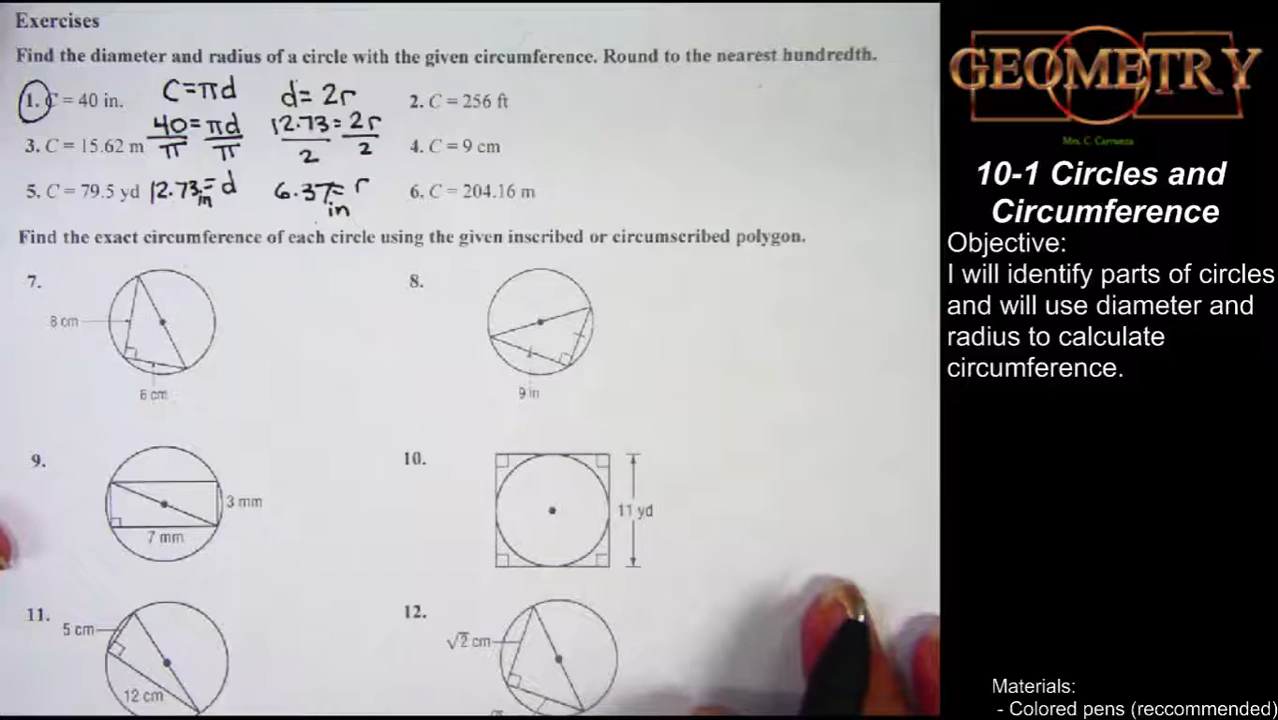 Exercises
Find the diameter and radius of a circle with the given circumference. Round to the nearest hundredth.
1. C = 40 in.
C = πd
d = 2r
2. C = 256 ft
40 = πd
π π
12.73 = 2r
2 2
3. C = 15.62 m
4. C = 9 cm
5. C = 79.5 yd
12.73 in = d
6.37 in = r
6. C = 204.16 m
Find the exact circumference of each circle using the given inscribed or circumscribed polygon.
7.
8 cm
6 cm
8.
9 in
9.
3 mm
7 mm
10.
11 yd
11.
5 cm
12 cm
12.
√2 cm
GEOMETRY
Mrs. C. Carranza
10-1 Circles and
Circumference
Objective:
I will identify parts of circles
and will use diameter and
radius to calculate
circumference.
Materials:
- Colored pens (reccommended)